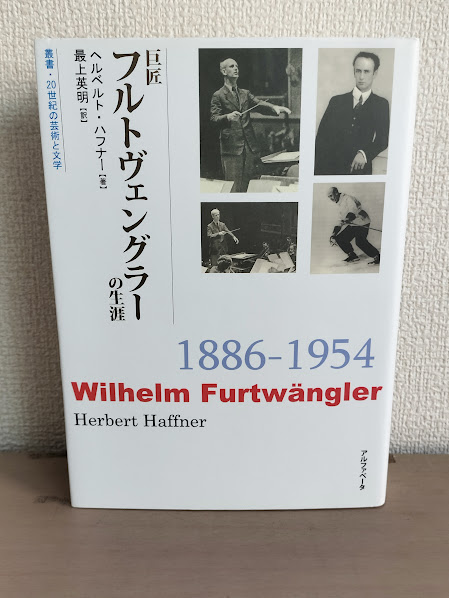 叢書・20世紀の芸術と文学
巨匠
フルトヴェングラーの生涯
ヘルベルト・ハフナー[著]
最上英明[訳]
1886-1954
Wilhelm Furtwängler
Herbert Haffner
アルファベータ